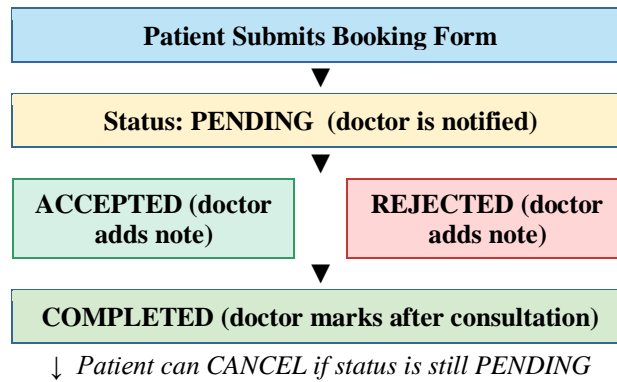 Patient Submits Booking Form
▼
Status: PENDING (doctor is notified)
▼
ACCEPTED (doctor
adds note)
REJECTED (doctor
adds note)
▼
COMPLETED (doctor marks after consultation)
↓ Patient can CANCEL if status is still PENDING